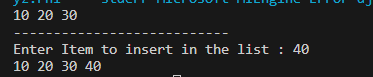 10 20 30
----------------------------
Enter Item to insert in the list : 40
10 20 30 40